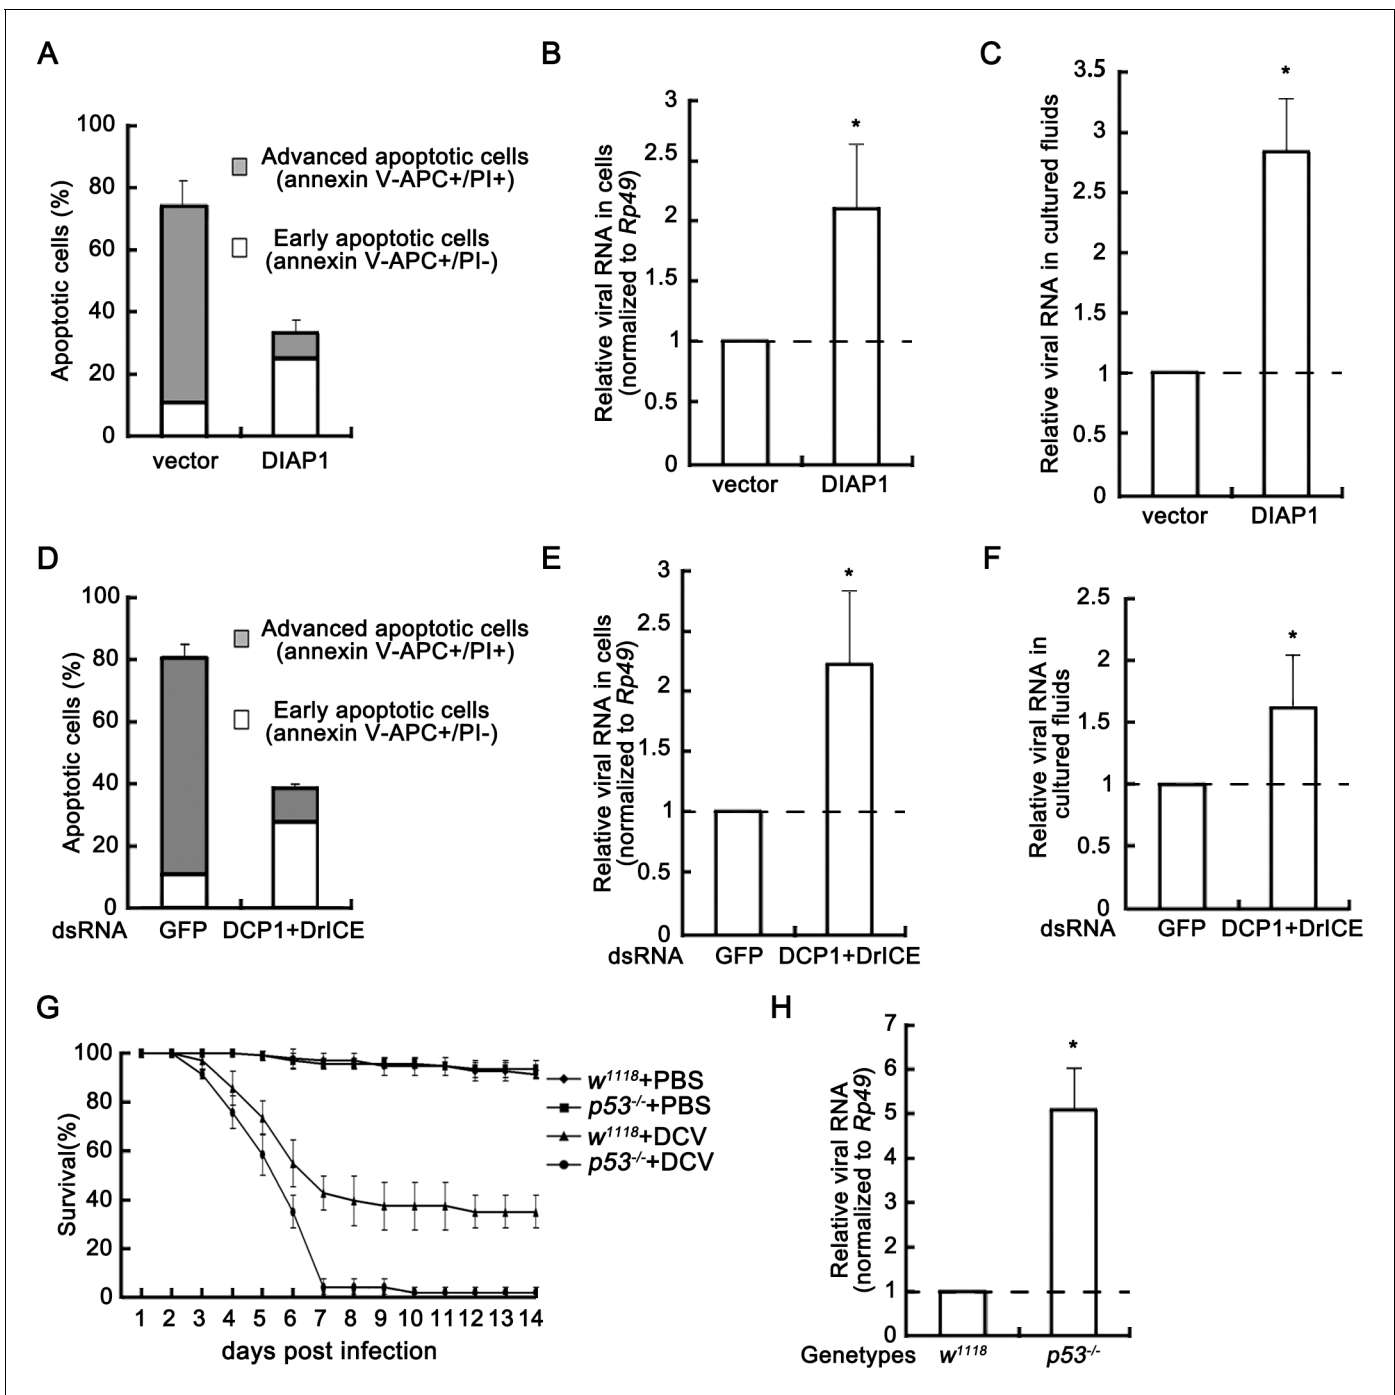 A
Apoptotic cells (%)
100
80
60
40
20
0
Advanced apoptotic cells
(annexin V-APC+/PI+)
Early apoptotic cells
(annexin V-APC+/PI-)
vector DIAP1
B
Relative viral RNA in cells
(normalized to Rp49)
3
2.5
2
1.5
1
0.5
0
*
vector DIAP1
C
Relative viral RNA in cultured fluids
3.5
3
2.5
2
1.5
1
0.5
0
*
vector DIAP1
D
Apoptotic cells (%)
100
80
60
40
20
0
Advanced apoptotic cells
(annexin V-APC+/PI+)
Early apoptotic cells
(annexin V-APC+/PI-)
dsRNA GFP DCP1+DrICE
E
Relative viral RNA in cells
(normalized to Rp49)
3
2.5
2
1.5
1
0.5
0
*
dsRNA GFP DCP1+DrICE
F
Relative viral RNA in
cultured fluids
2.5
2
1.5
1
0.5
0
*
dsRNA GFP DCP1+DrICE
G
Survival(%)
100
80
60
40
20
0
1 2 3 4 5 6 7 8 9 10 11 12 13 14
days post infection
w1118+PBS
p53-/-+PBS
w1118+DCV
p53-/-+DCV
H
Relative viral RNA
(normalized to Rp49)
7
6
5
4
3
2
1
0
*
Genetypes w1118 p53-/-